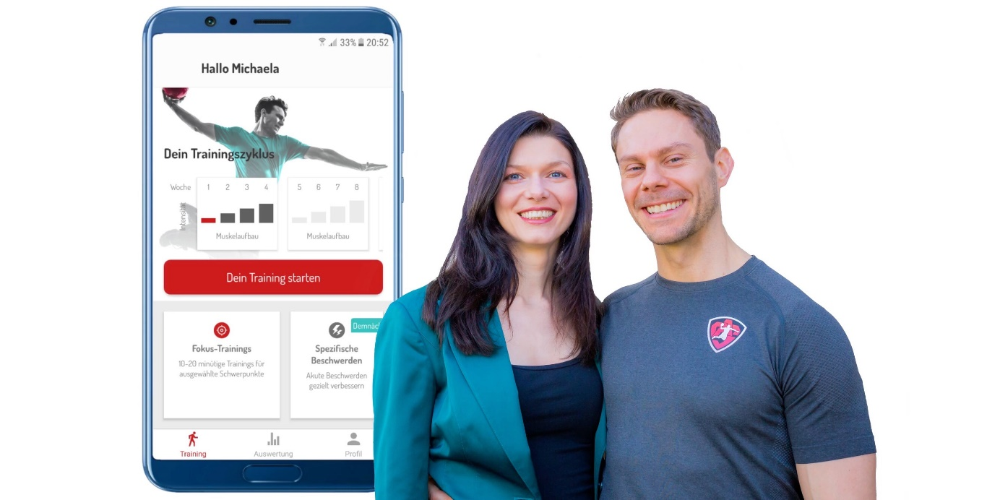 33% 20:52
Hallo Michaela
Dein Trainingszyklus
Woche 1 2 3 4 5 6 7 8
Intensität
Muskelaufbau Muskelaufbau
Dein Training starten
Demnäc
Fokus-Trainings
10-20 minütige Trainings für
ausgewählte Schwerpunkte
Spezifische
Beschwerden
Akute Beschwerden
gezielt verbessern
Training Auswertung Profil